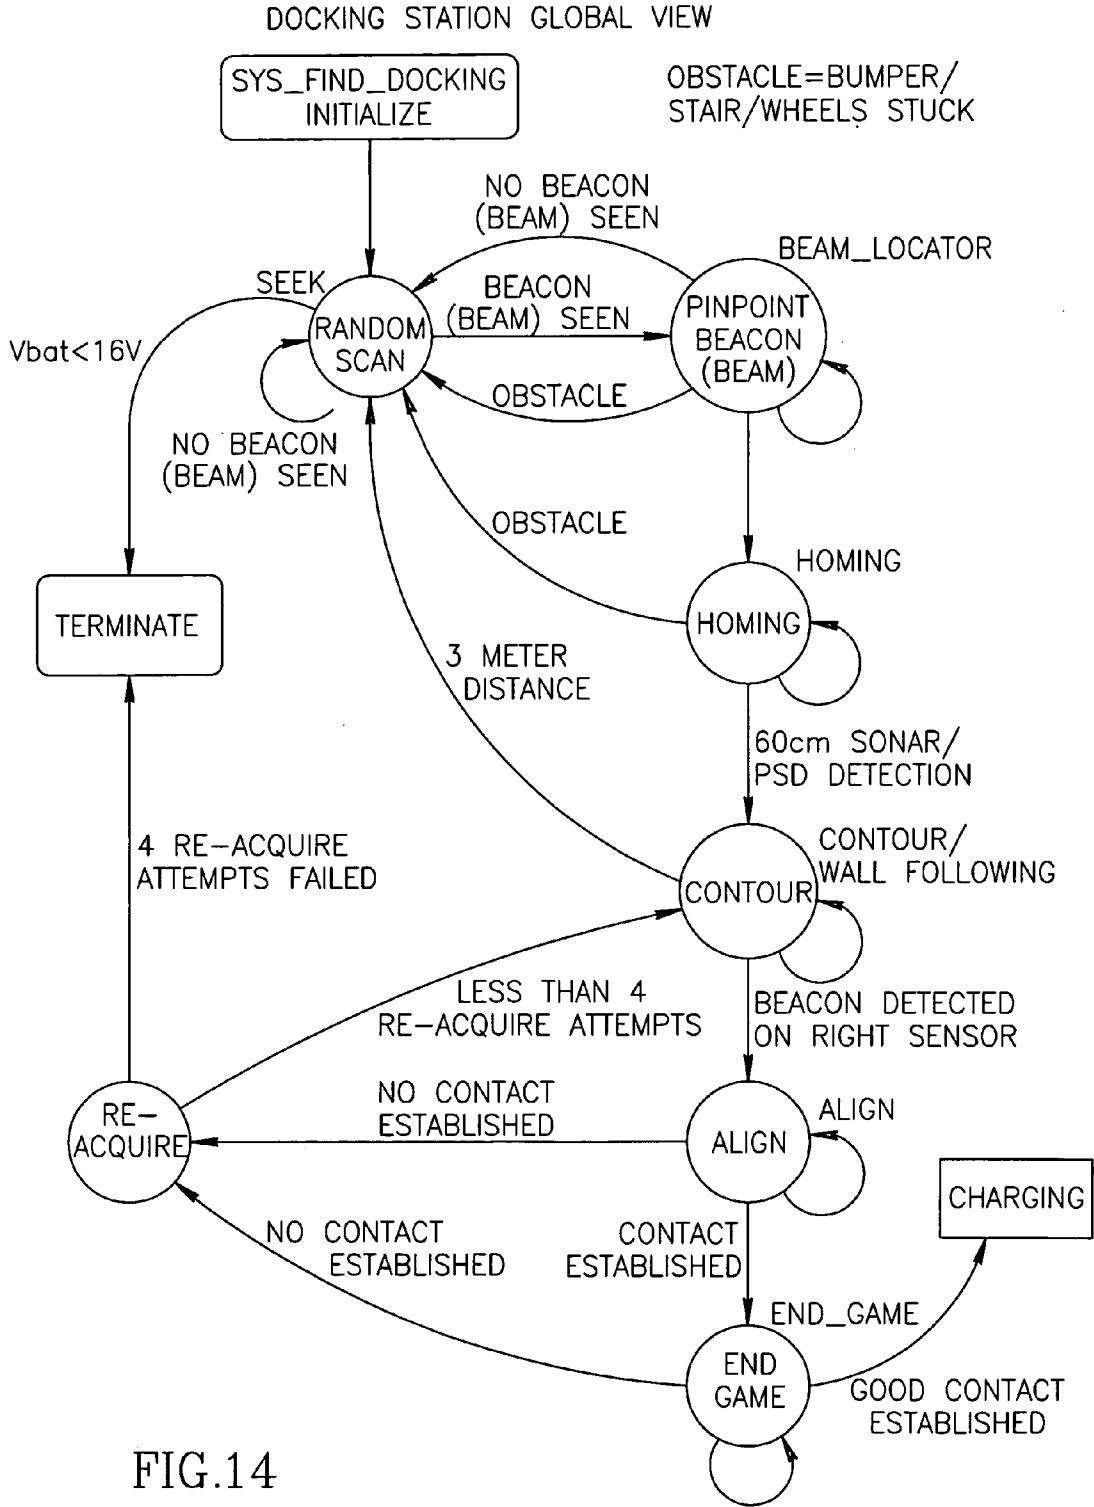 DOCKING STATION GLOBAL VIEW
SYS_FIND_DOCKING
INITIALIZE
OBSTACLE=BUMPER/
STAIR/WHEELS STUCK
NO BEACON
(BEAM) SEEN
BEAM_LOCATOR
SEEK
BEACON
(BEAM) SEEN
RANDOM
SCAN
PINPOINT
BEACON
(BEAM)
Vbat<16V
OBSTACLE
NO BEACON
(BEAM) SEEN
OBSTACLE
HOMING
HOMING
TERMINATE
3 METER
DISTANCE
60cm SONAR/
PSD DETECTION
4 RE-ACQUIRE
ATTEMPTS FAILED
CONTOUR/
WALL FOLLOWING
CONTOUR
LESS THAN 4
RE-ACQUIRE ATTEMPTS
BEACON DETECTED
ON RIGHT SENSOR
NO CONTACT
ESTABLISHED
RE-
ACQUIRE
ALIGN
ALIGN
CHARGING
NO CONTACT
ESTABLISHED
CONTACT
ESTABLISHED
END_GAME
END
GAME
GOOD CONTACT
ESTABLISHED
FIG.14